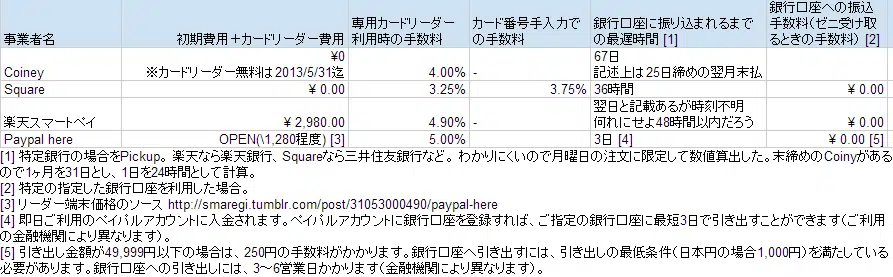 事業者名	初期費用＋カードリーダー費用	専用カードリーダー利用時の手数料	カード番号手入力での手数料	銀行口座に振り込まれるまでの最遅時間 [1]	銀行口座への振込手数料(ゼニ受け取るときの手数料) [2]
Coiney	¥0 ※カードリーダー無料は 2013/5/31迄	4.00%	-	67日 記述上は25日締めの翌月末払
Square	¥ 0.00	3.25%	3.75%	36時間	¥ 0.00
楽天スマートペイ	¥ 2,980.00	4.90%	-	翌日と記載あるが時刻不明 何れにせよ48時間以内だろう	¥ 0.00
Paypal here	OPEN(\1,280程度) [3]	5.00%		3日 [4]	¥ 0.00 [5]
[1] 特定銀行の場合をPickup。 楽天なら楽天銀行、Squareなら三井住友銀行など。 わかりにくいので月曜日の注文に限定して数値算出した。末締めのCoinyがある
ので1ヶ月を31日とし、1日を24時間として計算。
[2] 特定の指定した銀行口座を利用した場合。
[3] リーダー端末価格のソース http://smaregi.tumblr.com/post/31053000490/paypal-here
[4] 即日ご利用のペイパルアカウントに入金されます。ペイパルアカウントに銀行口座を登録すれば、ご指定の銀行口座に最短3日で引き出すことができます(ご利用
の金融機関により異なります)。
[5] 引き出し金額が49,999円以下の場合は、250円の手数料がかかります。銀行口座へ引き出すには、引き出しの最低条件(日本円の場合1,000円)を満たしている
必要があります。銀行口座への引き出しには、3～6営業日かかります(金融機関により異なります)。